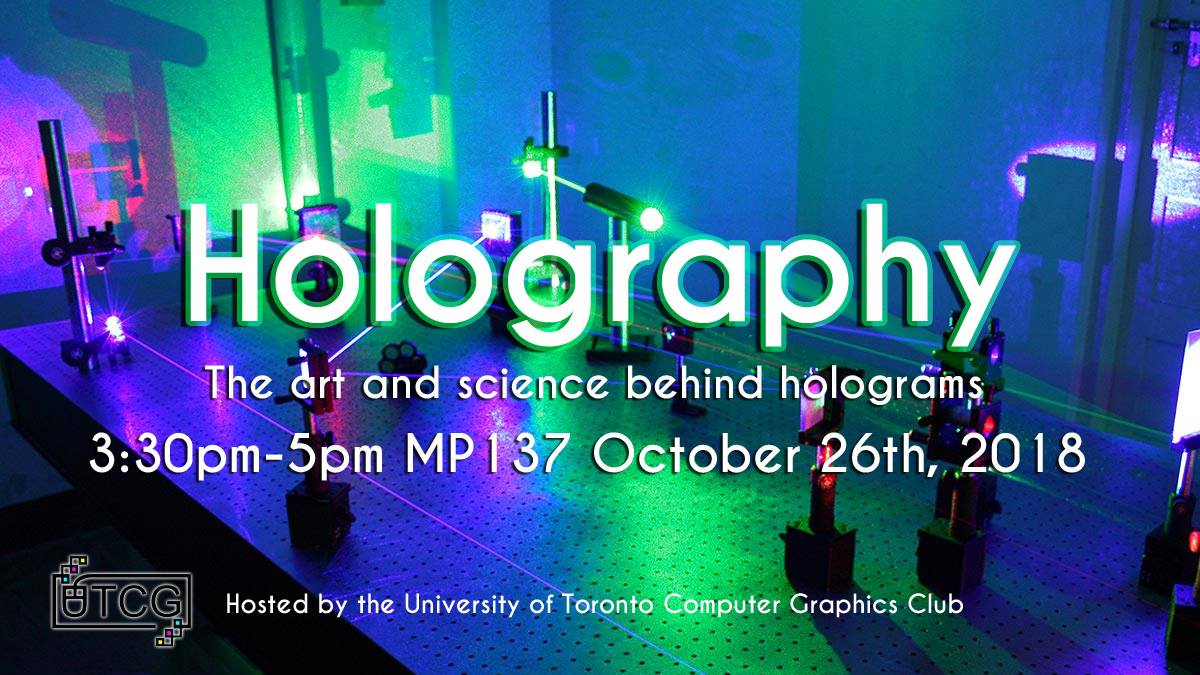 Holography
The art and science behind holograms
3:30pm-5pm MP137 October 26th, 2018
UTCG
Hosted by the University of Toronto Computer Graphics Club